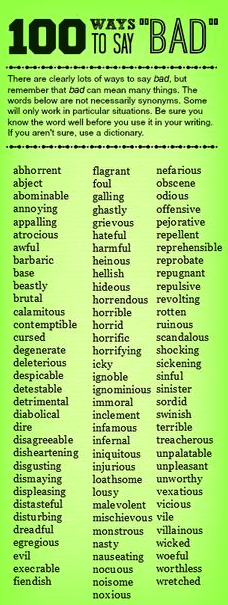 100 WAYS TO SAY "BAD"
There are clearly lots of ways to say bad, but
remember that bad can mean many things. The
words below are not necessarily synonyms. Some
will only work in particular situations. Be sure you
know the word well before you use it in your writing.
If you aren't sure, use a dictionary.
abhorrent
abject
abominable
annoying
appalling
atrocious
awful
barbaric
base
beastly
brutal
calamitous
contemptible
cursed
degenerate
deleterious
despicable
detestable
detrimental
diabolical
dire
disagreeable
disheartening
disgusting
dismaying
displeasing
distasteful
disturbing
dreadful
egregious
evil
execrable
fiendish
flagrant
foul
galling
ghastly
grievous
hateful
harmful
heinous
hellish
hideous
horrendous
horrible
horrid
horrific
horrifying
icky
ignoble
ignominious
immoral
inclement
infamous
infernal
iniquitous
injurious
loathsome
lousy
malevolent
mischievous
monstrous
nasty
nauseating
nocuous
noisome
noxious
nefarious
obscene
odious
offensive
pejorative
repellent
reprehensible
reprobate
repugnant
repulsive
revolting
rotten
ruinous
scandalous
shocking
sickening
sinful
sinister
sordid
swinish
terrible
treacherous
unpalatable
unpleasant
unworthy
vexatious
vicious
vile
villainous
wicked
woeful
worthless
wretched